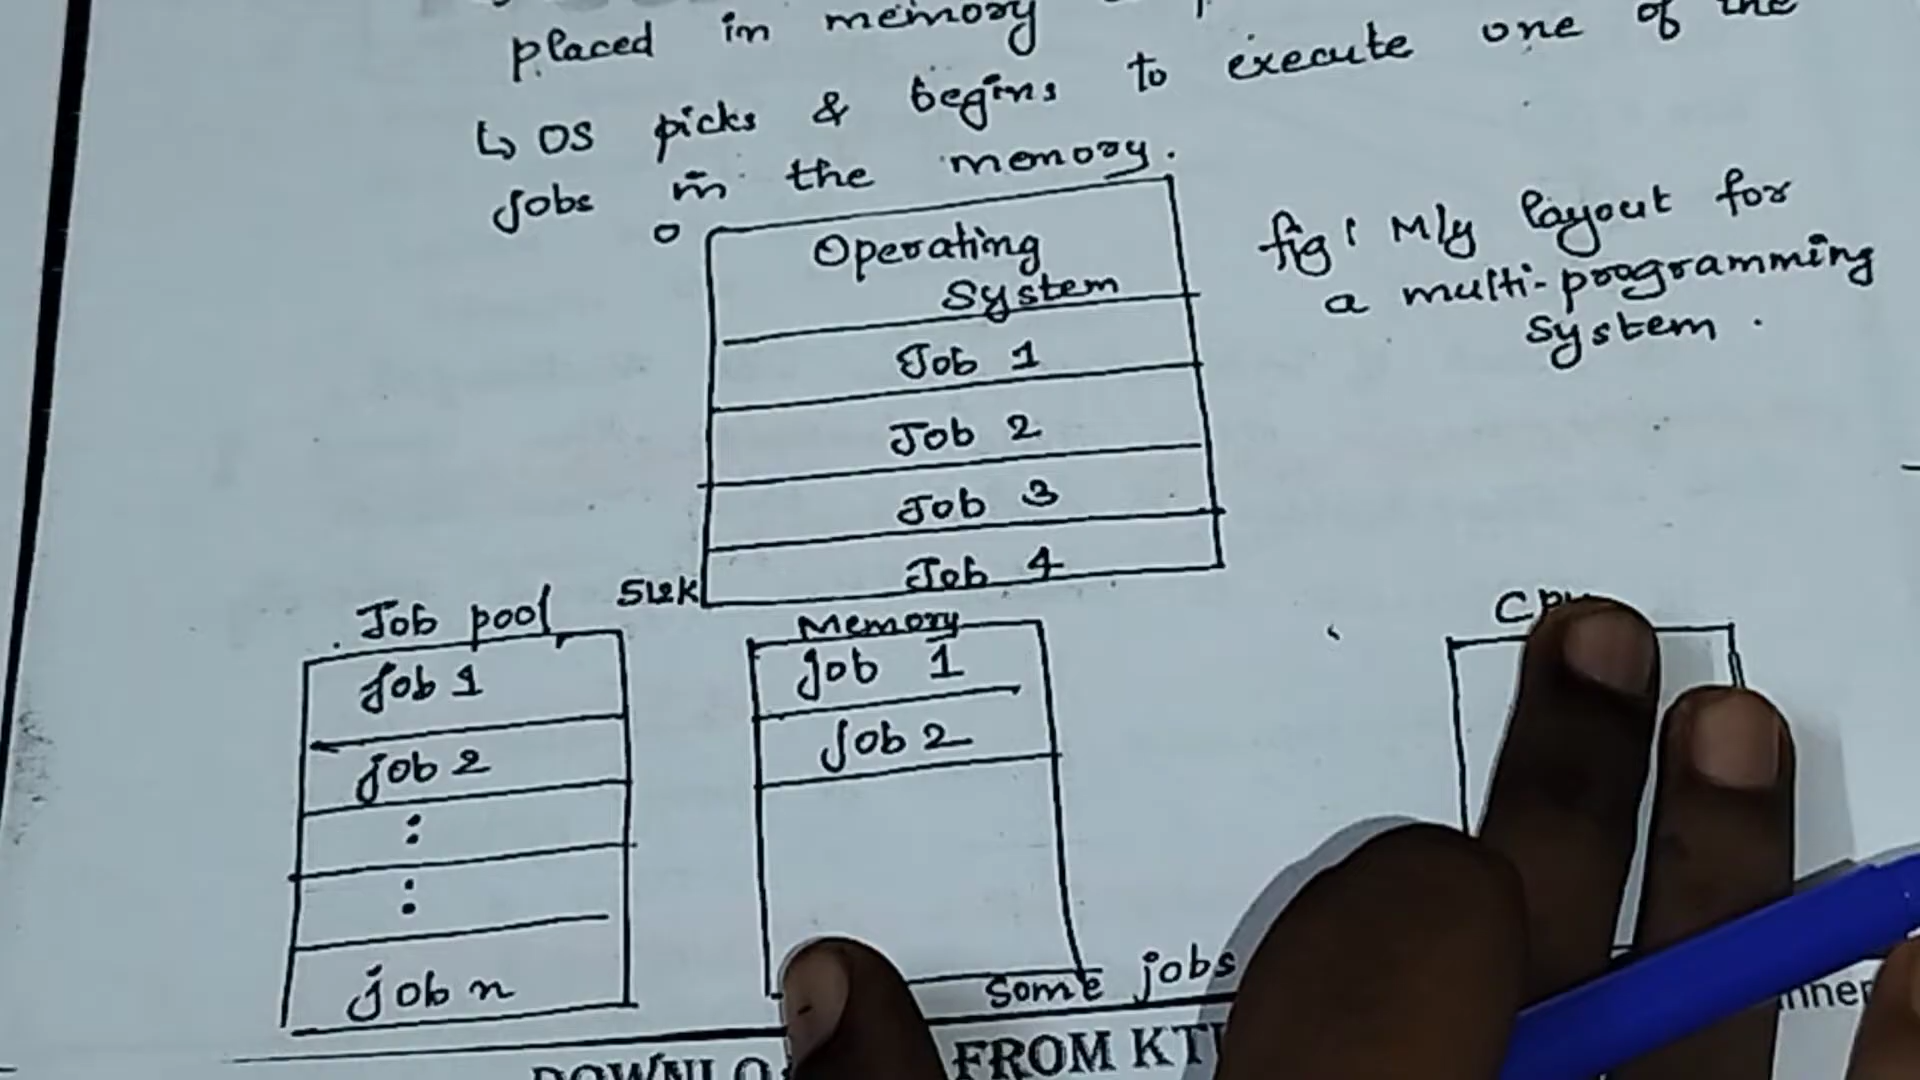 placed in memory
↳ OS picks & begins to execute one of the
jobs in the memory.
0
Operating
System
Job 1
Job 2
Job 3
Job 4
512K
fig: M/y layout for
a multi-programming
system.
Job pool
job 1
job 2
:
:
job n
Memory
job 1
job 2
Some jobs
FROM